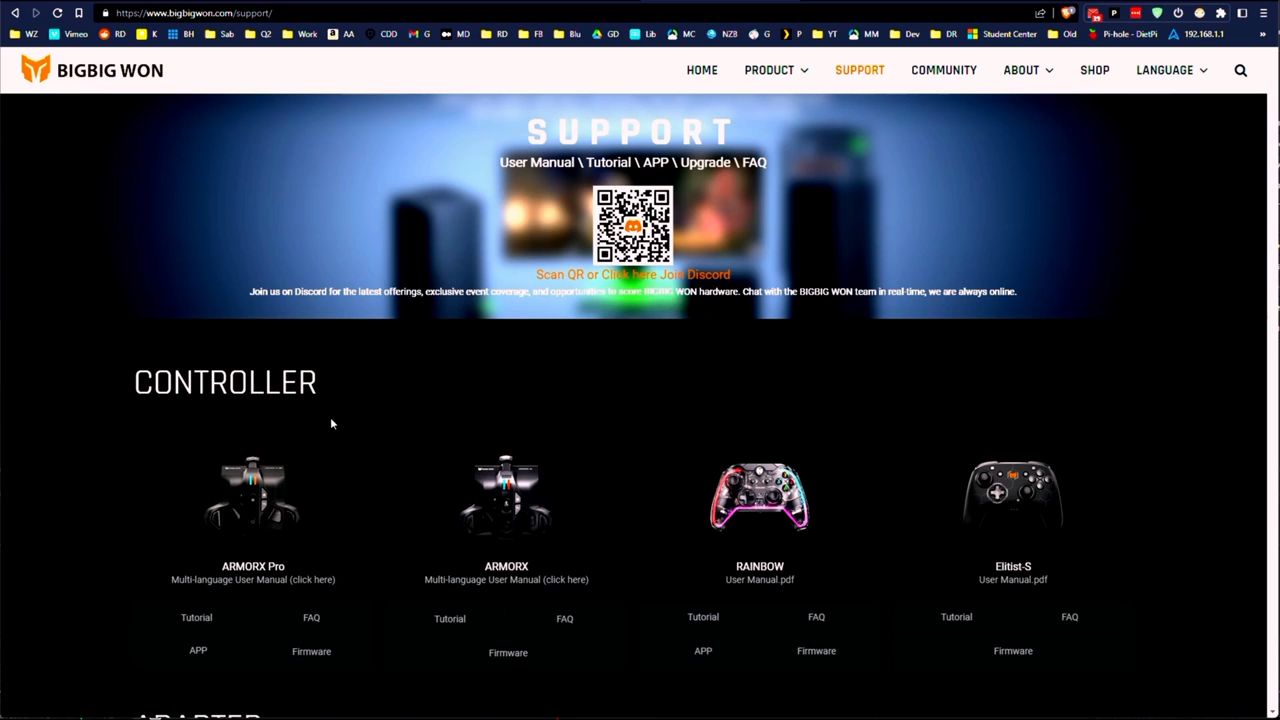 https://www.bigbigwon.com/support/
29
WZ Vimeo RD K BH Sab Q2 Work AA CDD G MD RD FB Blu GD Lib MC NZB G P YT MM Dev DR Student Center Old Pi-hole - DietPi 192.168.1.1 »
BIGBIG WON HOME PRODUCT SUPPORT COMMUNITY ABOUT SHOP LANGUAGE
SUPPORT
User Manual \ Tutorial \ APP \ Upgrade \ FAQ
Scan QR or Click here Join Discord
Join us on Discord for the latest offerings, exclusive event coverage, and opportunities to score BIGBIG WON hardware. Chat with the BIGBIG WON team in real-time, we are always online.
CONTROLLER
ARMORX Pro ARMORX RAINBOW Elitist-S
Multi-language User Manual (click here) Multi-language User Manual (click here) User Manual.pdf User Manual.pdf
Tutorial FAQ Tutorial FAQ Tutorial FAQ Tutorial FAQ
APP Firmware Firmware APP Firmware Firmware
ADAPTER